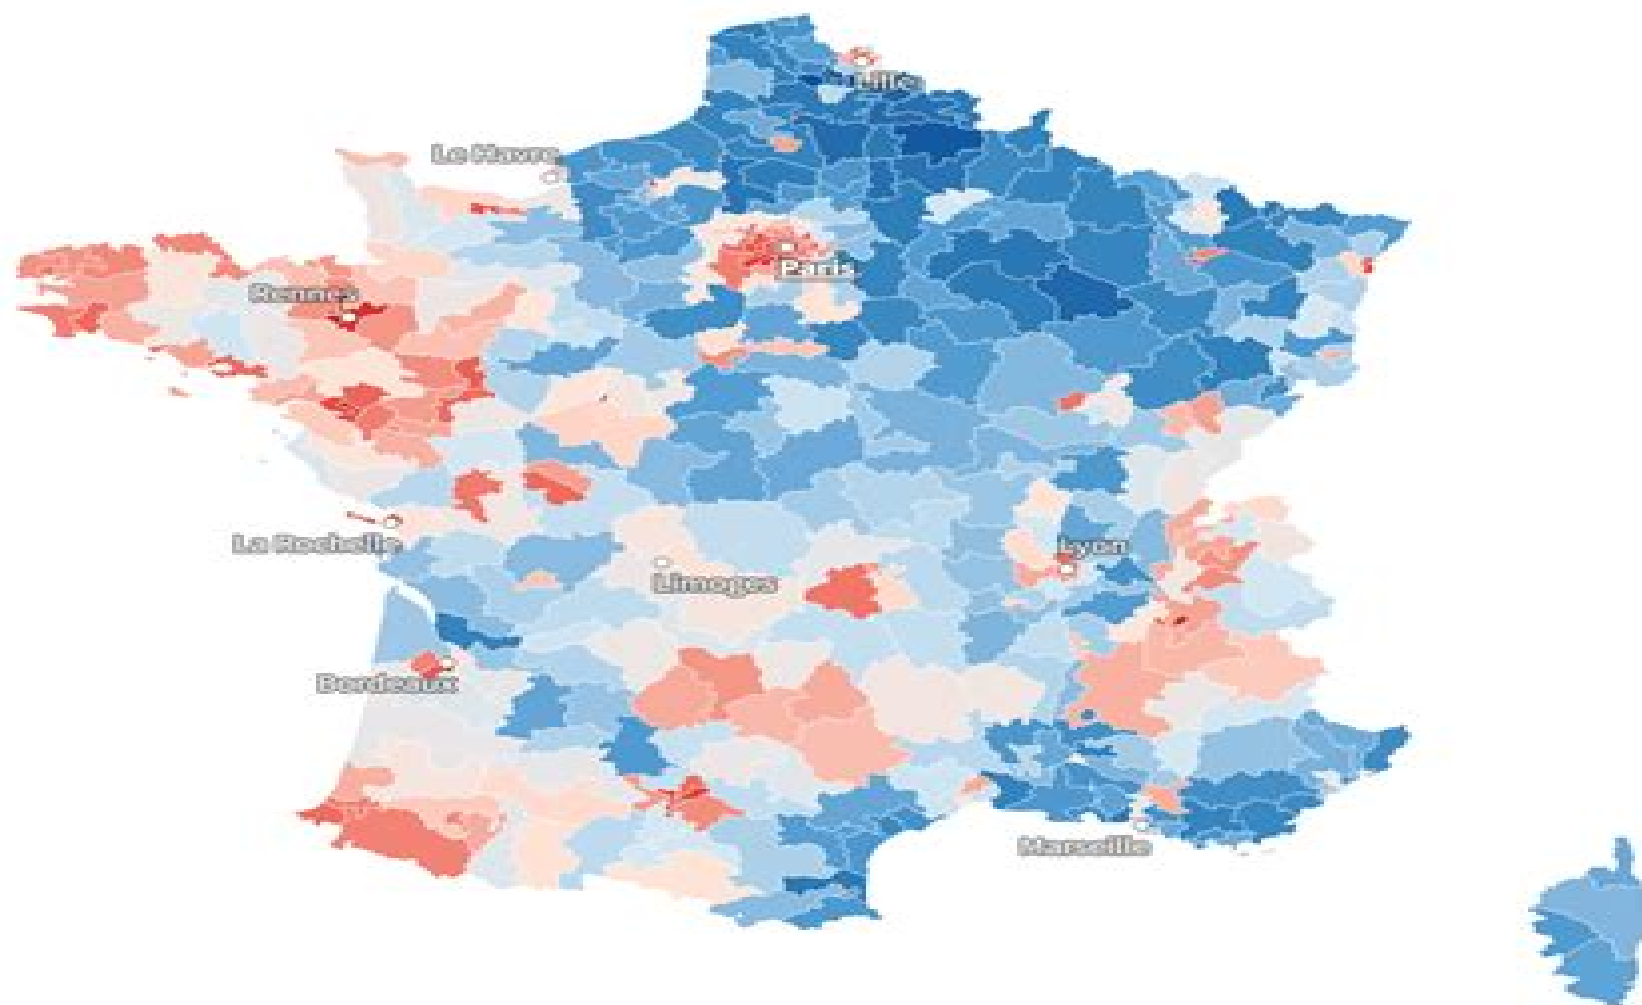 Lille
Le Havre
Paris
Rennes
La Rochelle
Lyon
Limoges
Bordeaux
Marseille